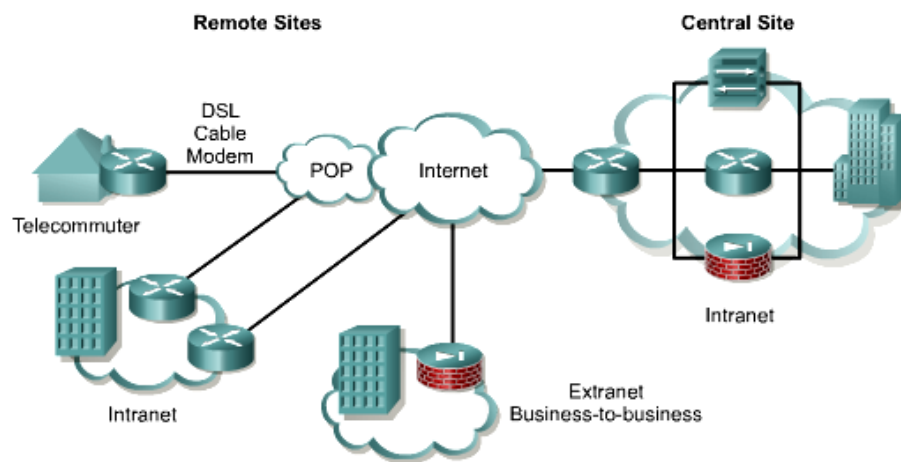 Remote Sites
Central Site
DSL
Cable
Modem
POP
Internet
Telecommuter
Intranet
Intranet
Extranet
Business-to-business